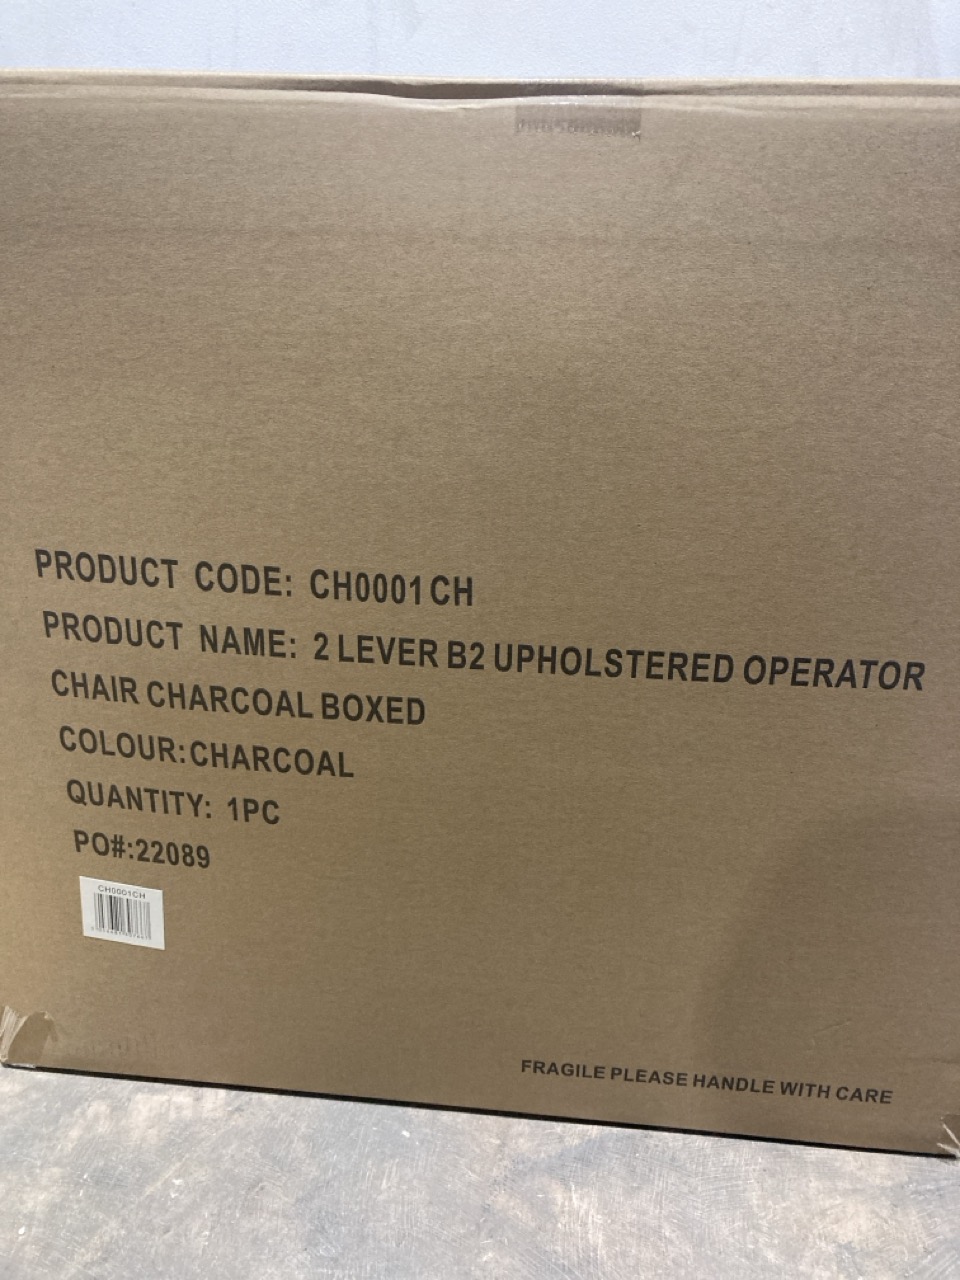 PRODUCT CODE: CH0001CH
PRODUCT NAME: 2 LEVER B2 UPHOLSTERED OPERATOR
CHAIR CHARCOAL BOXED
COLOUR:CHARCOAL
QUANTITY: 1PC
PO#:22089
CH0001CH
FRAGILE PLEASE HANDLE WITH CARE